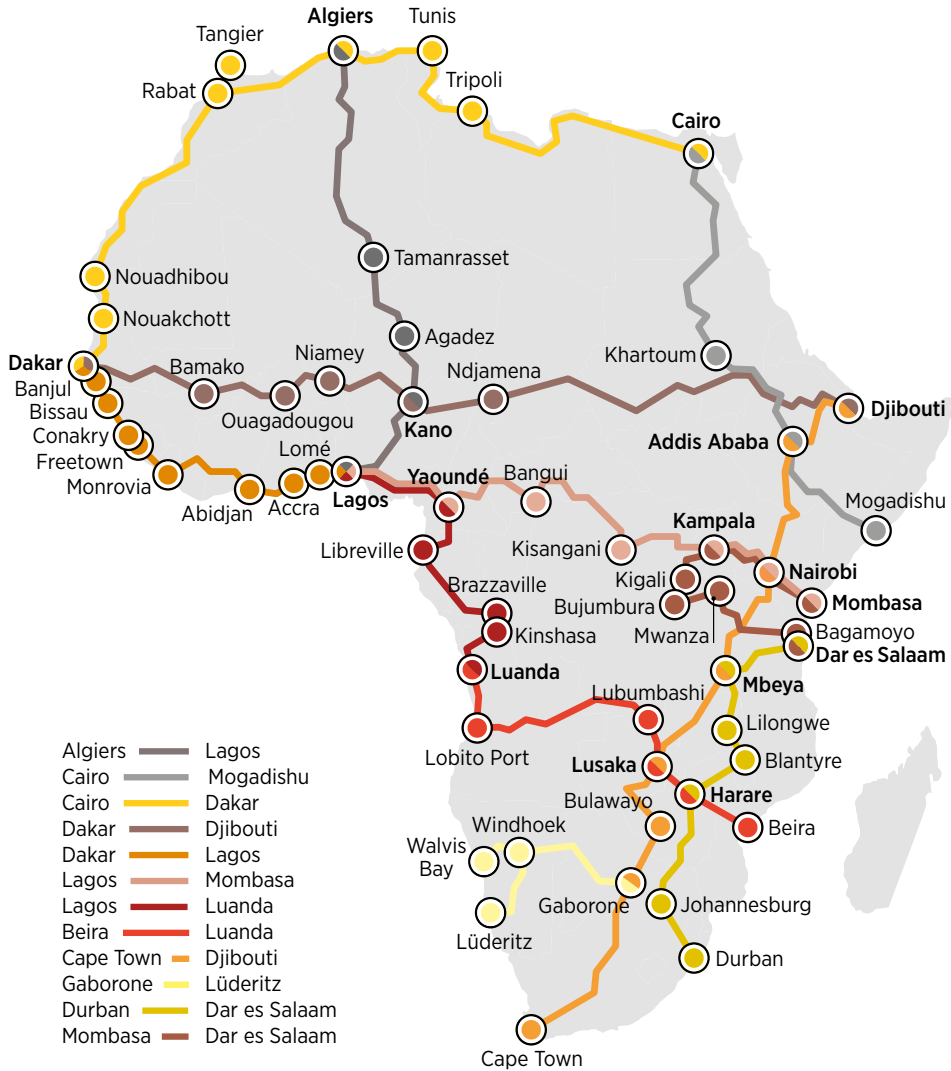 Algiers
Tunis
Tangier
Tripoli
Rabat
Cairo
Tamanrasset
Nouadhibou
Nouakchott
Agadez
Khartoum
Niamey
Dakar
Bamako
Ndjamena
Banjul
Bissau
Ouagadougou
Kano
Djibouti
Conakry
Addis Ababa
Freetown
Lomé
Yaoundé
Bangui
Monrovia
Lagos
Mogadishu
Abidjan
Accra
Kampala
Libreville
Kisangani
Nairobi
Kigali
Brazzaville
Bujumbura
Mombasa
Kinshasa
Mwanza
Bagamoyo
Dar es Salaam
Luanda
Mbeya
Lubumbashi
Lilongwe
Lobito Port
Lusaka
Blantyre
Harare
Bulawayo
Windhoek
Beira
Walvis
Bay
Gaborone
Johannesburg
Lüderitz
Durban
Cape Town
Algiers Lagos
Cairo Mogadishu
Cairo Dakar
Dakar Djibouti
Dakar Lagos
Lagos Mombasa
Lagos Luanda
Beira Luanda
Cape Town Djibouti
Gaborone Lüderitz
Durban Dar es Salaam
Mombasa Dar es Salaam